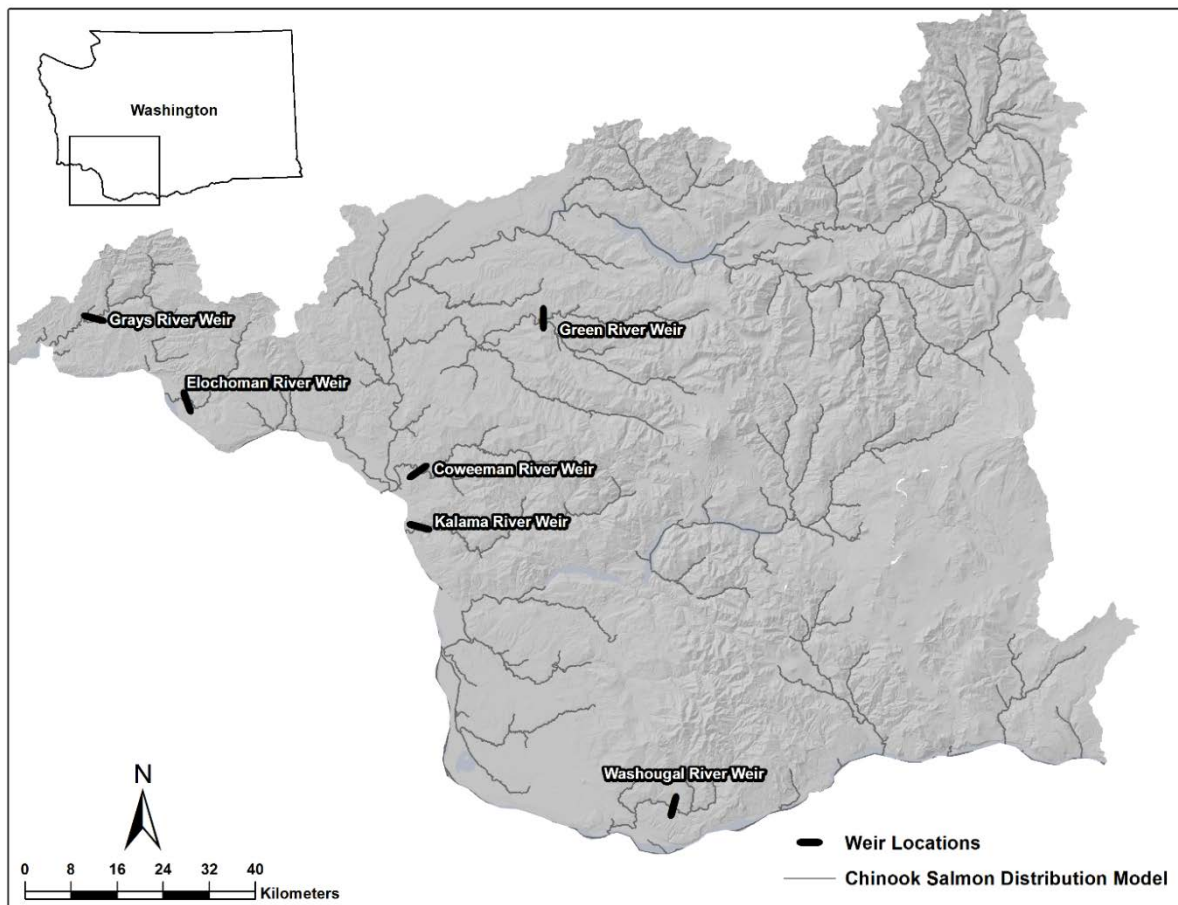 Washington
Grays River Weir
Green River Weir
Elochoman River Weir
Coweeman River Weir
Kalama River Weir
Washougal River Weir
N
0 8 16 24 32 40
Kilometers
Weir Locations
Chinook Salmon Distribution Model